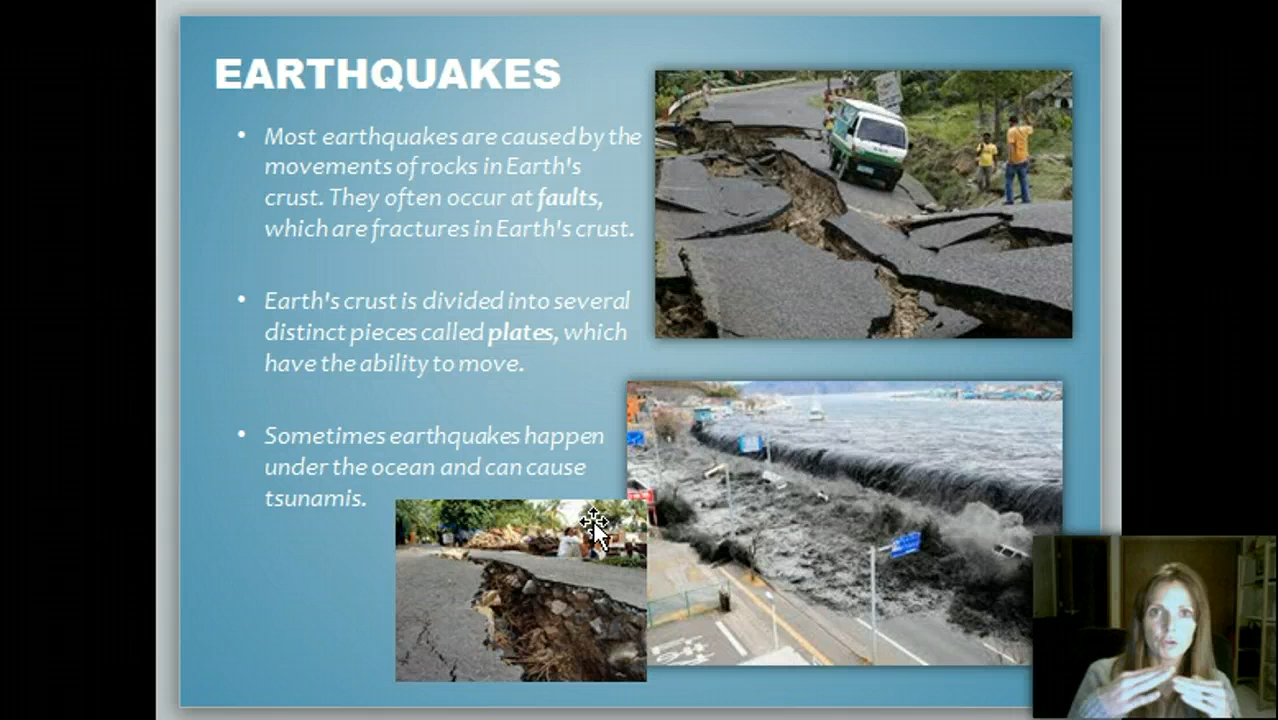 EARTHQUAKES
• Most earthquakes are caused by the
movements of rocks in Earth's
crust. They often occur at faults,
which are fractures in Earth's crust.
• Earth's crust is divided into several
distinct pieces called plates, which
have the ability to move.
• Sometimes earthquakes happen
under the ocean and can cause
tsunamis.